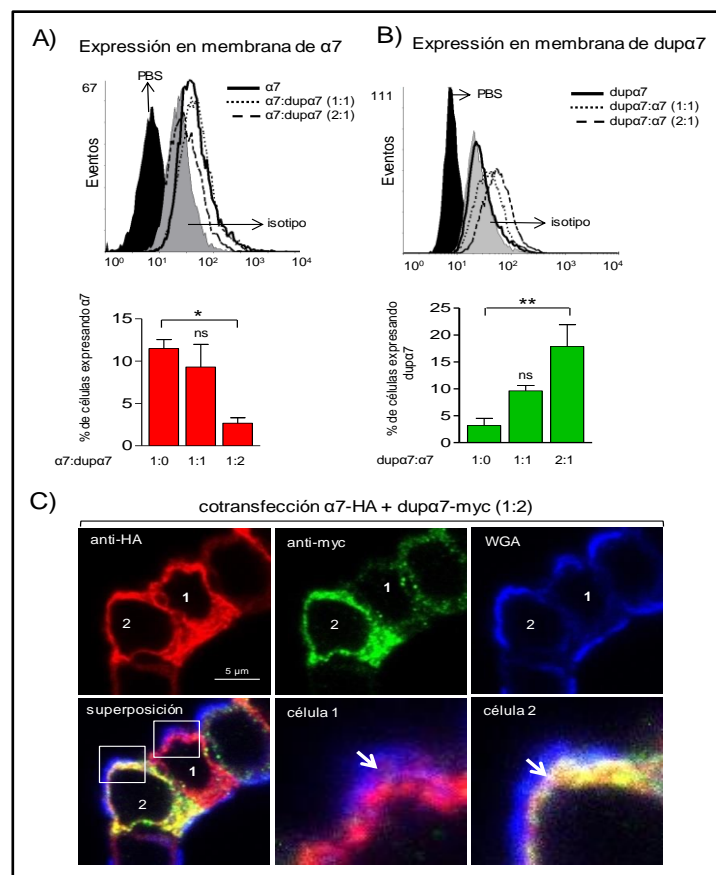 A)
Expresión en membrana de α7
67
PBS
α7
α7:dupα7 (1:1)
α7:dupα7 (2:1)
Eventos
isotipo
10⁰ 10¹ 10² 10³ 10⁴
% de células expresando α7
15
10
5
0
*
ns
α7:dupα7 1:0 1:1 1:2
B)
Expresión en membrana de dupα7
111
PBS
dupα7
dupα7:α7 (1:1)
dupα7:α7 (2:1)
Eventos
isotipo
10⁰ 10¹ 10² 10³ 10⁴
% de células expresando
dupα7
25
20
15
10
5
0
**
ns
dupα7:α7 1:0 1:1 2:1
C)
cotransfección α7-HA + dupα7-myc (1:2)
anti-HA
1
2
5 µm
anti-myc
1
2
WGA
1
2
superposición
1
2
célula 1
célula 2